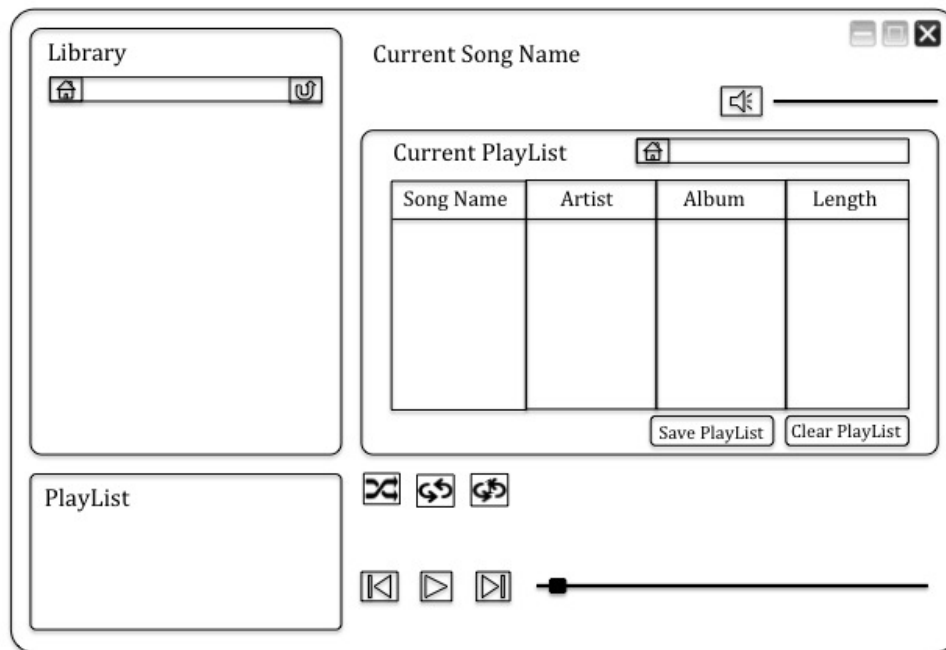 Library
Current Song Name
Current PlayList
Song Name Artist Album Length
Save PlayList Clear PlayList
PlayList